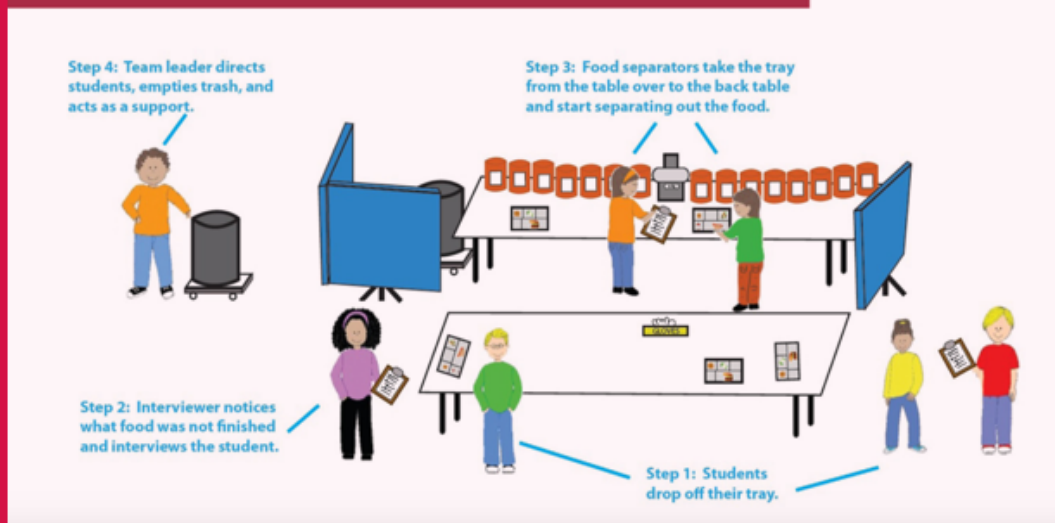 Step 4: Team leader directs
students, empties trash, and
acts as a support.
Step 3: Food separators take the tray
from the table over to the back table
and start separating out the food.
GLOVES
Step 2: Interviewer notices
what food was not finished
and interviews the student.
Step 1: Students
drop off their tray.